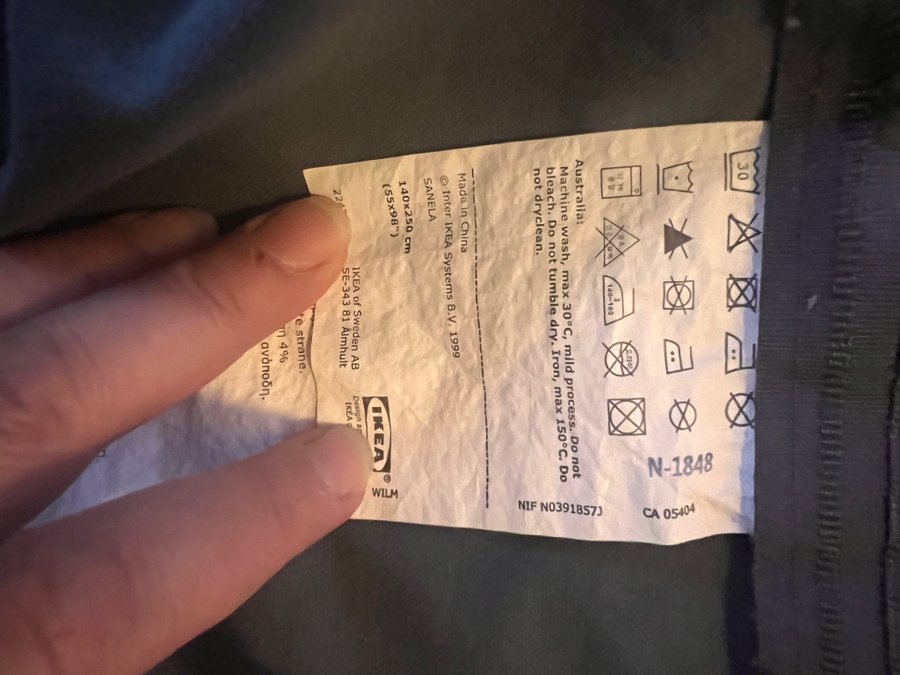 30
N-1848
CA 05404
Australia:
Machine wash, max 30°C, mild process. Do not
bleach. Do not tumble dry. Iron, max 150°C. Do
not dryclean.
NIF N0391857J
Made in China
© Inter IKEA Systems B.V. 1999
SANELA
140x250 cm
(55x98")
IKEA®
WILM
IKEA of Sweden AB
SE-343 81 Älmhult
strane.
4%
ανάποδη.